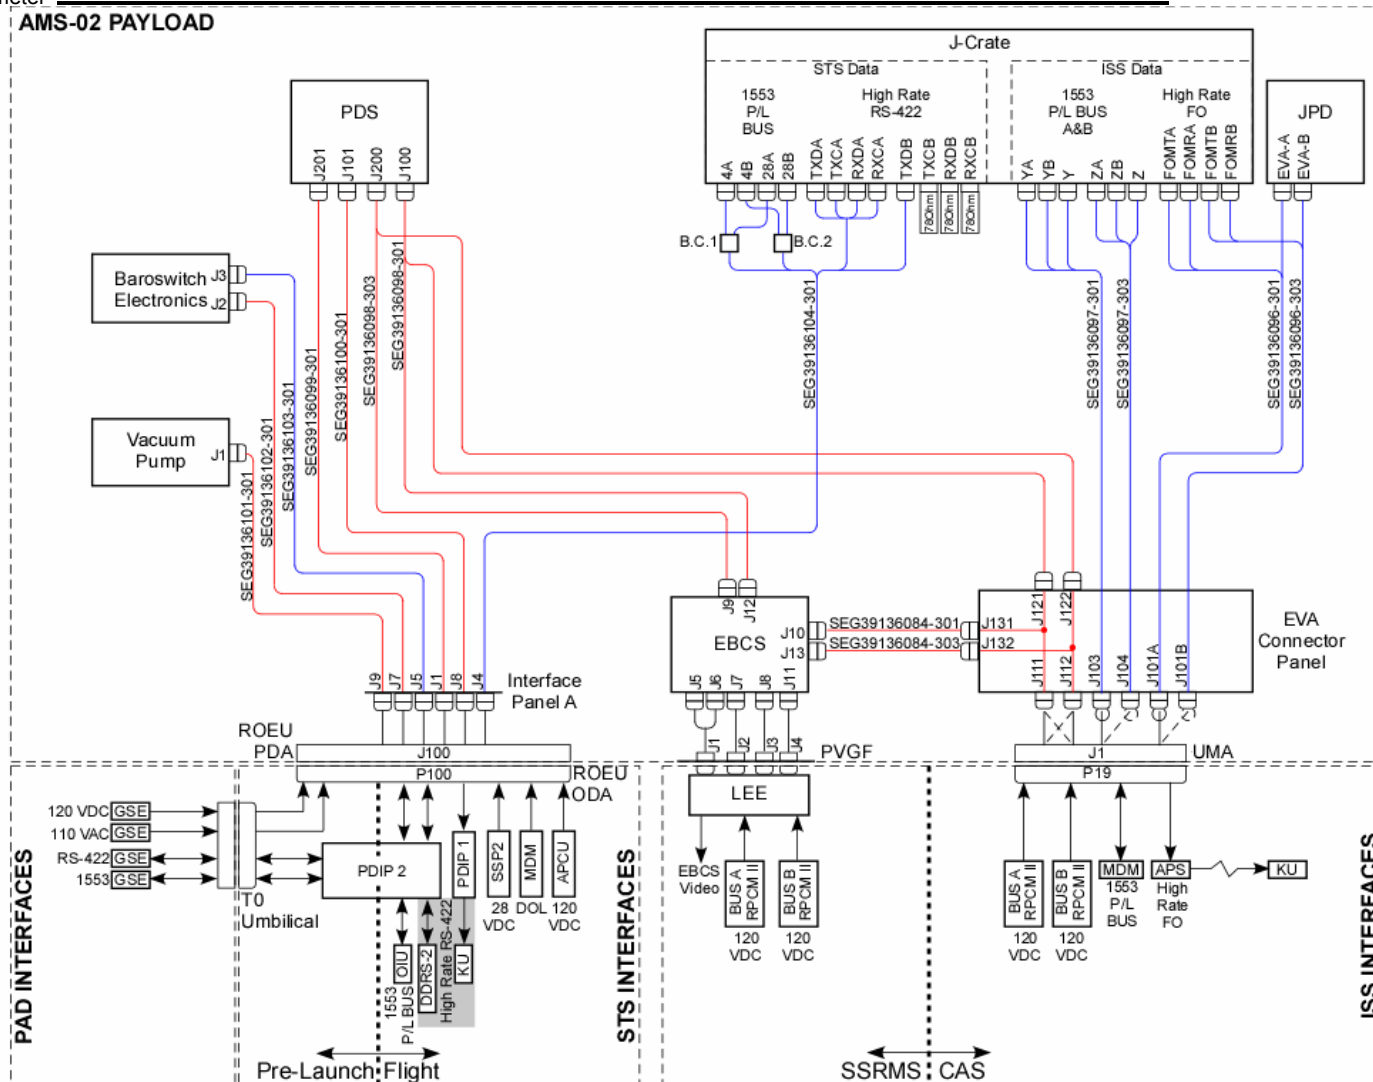 meter
AMS-02 PAYLOAD
J-Crate
STS Data
ISS Data
1553
P/L
BUS
High Rate
RS-422
1553
P/L BUS
A&B
High Rate
FO
PDS
JPD
J201
J101
J200
J100
4A
4B
28A
28B
TXDA
TXCA
RXDA
RXCA
TXDB
TXCB
RXDB
RXCB
YA
YB
Y
ZA
ZB
Z
FOMTA
FOMRA
FOMTB
FOMRB
EVA-A
EVA-B
78Ohm
78Ohm
78Ohm
B.C.1
B.C.2
Baroswitch
Electronics
J3
J2
Vacuum
Pump
J1
SEG39136101-301
SEG39136102-301
SEG39136103-301
SEG39136099-301
SEG39136100-301
SEG39136098-303
SEG39136098-301
SEG39136104-301
SEG39136097-301
SEG39136097-303
SEG39136096-301
SEG39136096-303
J9
J12
EBCS
J10
J13
SEG39136084-301
SEG39136084-303
J131
J132
J121
J122
J111
J112
J103
J104
J101A
J101B
EVA
Connector
Panel
J5
J6
J7
J8
J11
J9
J7
J5
J1
J8
J4
Interface
Panel A
ROEU
PDA
J100
P100
ROEU
ODA
J1
J2
J3
J4
PVGF
LEE
J1
UMA
P19
120 VDC
GSE
110 VAC
GSE
RS-422
GSE
1553
GSE
T0
Umbilical
PDIP 2
PDIP 1
SSP2
MDM
APCU
28
VDC
DOL
120
VDC
OIU
DDRS-2
KU
1553
P/L BUS
High Rate RS-422
EBCS
Video
BUS A
RPCM II
BUS B
RPCM II
120
VDC
120
VDC
BUS A
RPCM II
BUS B
RPCM II
120
VDC
120
VDC
MDM
1553
P/L
BUS
APS
High
Rate
FO
KU
PAD INTERFACES
STS INTERFACES
ISS INTERFACES
Pre-Launch
Flight
SSRMS
CAS